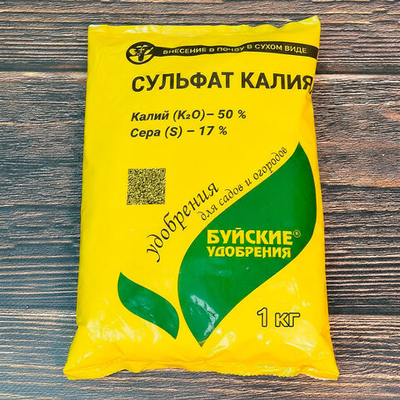 ВНЕСЕНИЕ В ПОЧВУ В СУХОМ ВИДЕ
СУЛЬФАТ КАЛИЯ
Калий (K₂O) – 50 %
Сера (S) – 17 %
удобрения
для садов и огородов
БУЙСКИЕ®
УДОБРЕНИЯ
1 кг